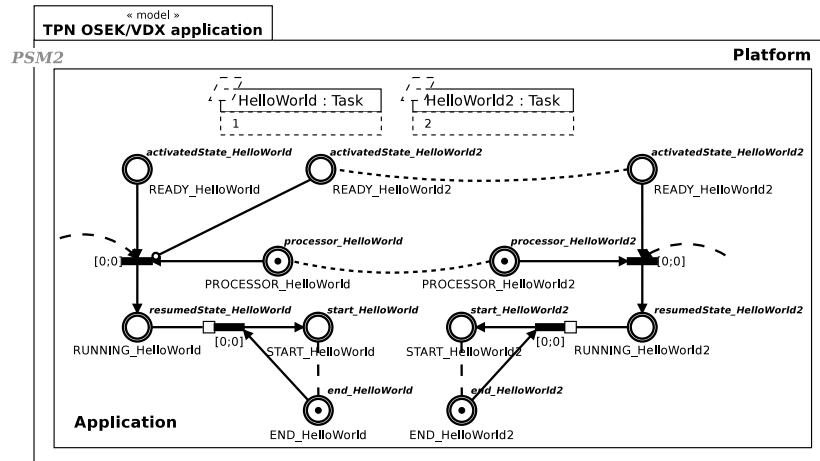 « model »
TPN OSEK/VDX application
PSM2
Platform
HelloWorld : Task
HelloWorld2 : Task
1
2
activatedState_HelloWorld
activatedState_HelloWorld2
activatedState_HelloWorld2
READY_HelloWorld
READY_HelloWorld2
READY_HelloWorld2
processor_HelloWorld
processor_HelloWorld2
[0;0]
[0;0]
PROCESSOR_HelloWorld
PROCESSOR_HelloWorld2
resumedState_HelloWorld
start_HelloWorld
start_HelloWorld2
resumedState_HelloWorld2
[0;0]
[0;0]
RUNNING_HelloWorld
START_HelloWorld
START_HelloWorld2
RUNNING_HelloWorld2
end_HelloWorld
end_HelloWorld2
Application
END_HelloWorld
END_HelloWorld2